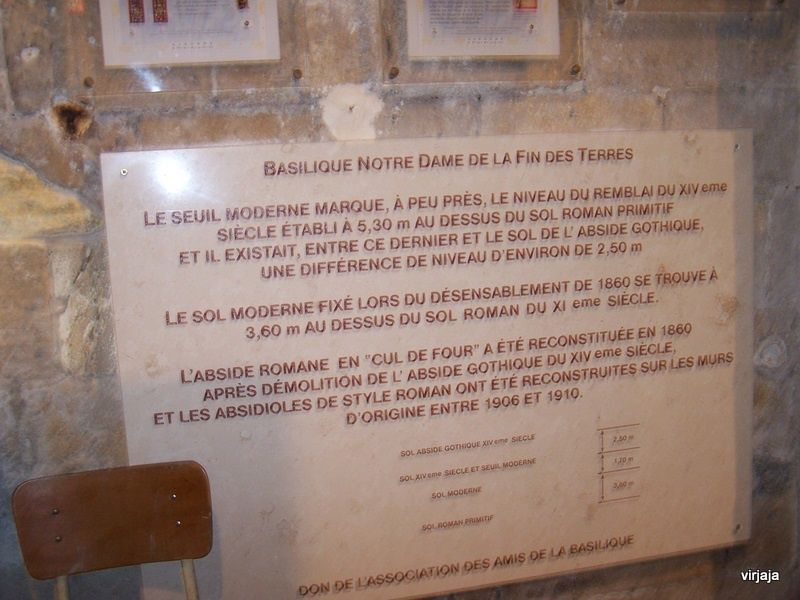 BASILIQUE NOTRE DAME DE LA FIN DES TERRES
LE SEUIL MODERNE MARQUE, À PEU PRÈS, LE NIVEAU DU REMBLAI DU XIV eme
SIÈCLE ÉTABLI À 5,30 m AU DESSUS DU SOL ROMAN PRIMITIF
ET IL EXISTAIT, ENTRE CE DERNIER ET LE SOL DE L' ABSIDE GOTHIQUE,
UNE DIFFÉRENCE DE NIVEAU D'ENVIRON DE 2,50 m
LE SOL MODERNE FIXÉ LORS DU DÉSENSABLEMENT DE 1860 SE TROUVE À
3,60 m AU DESSUS DU SOL ROMAN DU XI eme SIÈCLE.
L'ABSIDE ROMANE EN "CUL DE FOUR" A ÉTÉ RECONSTITUÉE EN 1860
APRÈS DÉMOLITION DE L' ABSIDE GOTHIQUE DU XIV eme SIÈCLE,
ET LES ABSIDIOLES DE STYLE ROMAN ONT ÉTÉ RECONSTRUITES SUR LES MURS
D'ORIGINE ENTRE 1906 ET 1910.
SOL ABSIDE GOTHIQUE XIV eme SIÈCLE
2,50 m
SOL XIV eme SIÈCLE ET SEUIL MODERNE
1,70 m
SOL MODERNE
3,60 m
SOL ROMAN PRIMITIF
DON DE L'ASSOCIATION DES AMIS DE LA BASILIQUE
virjaja